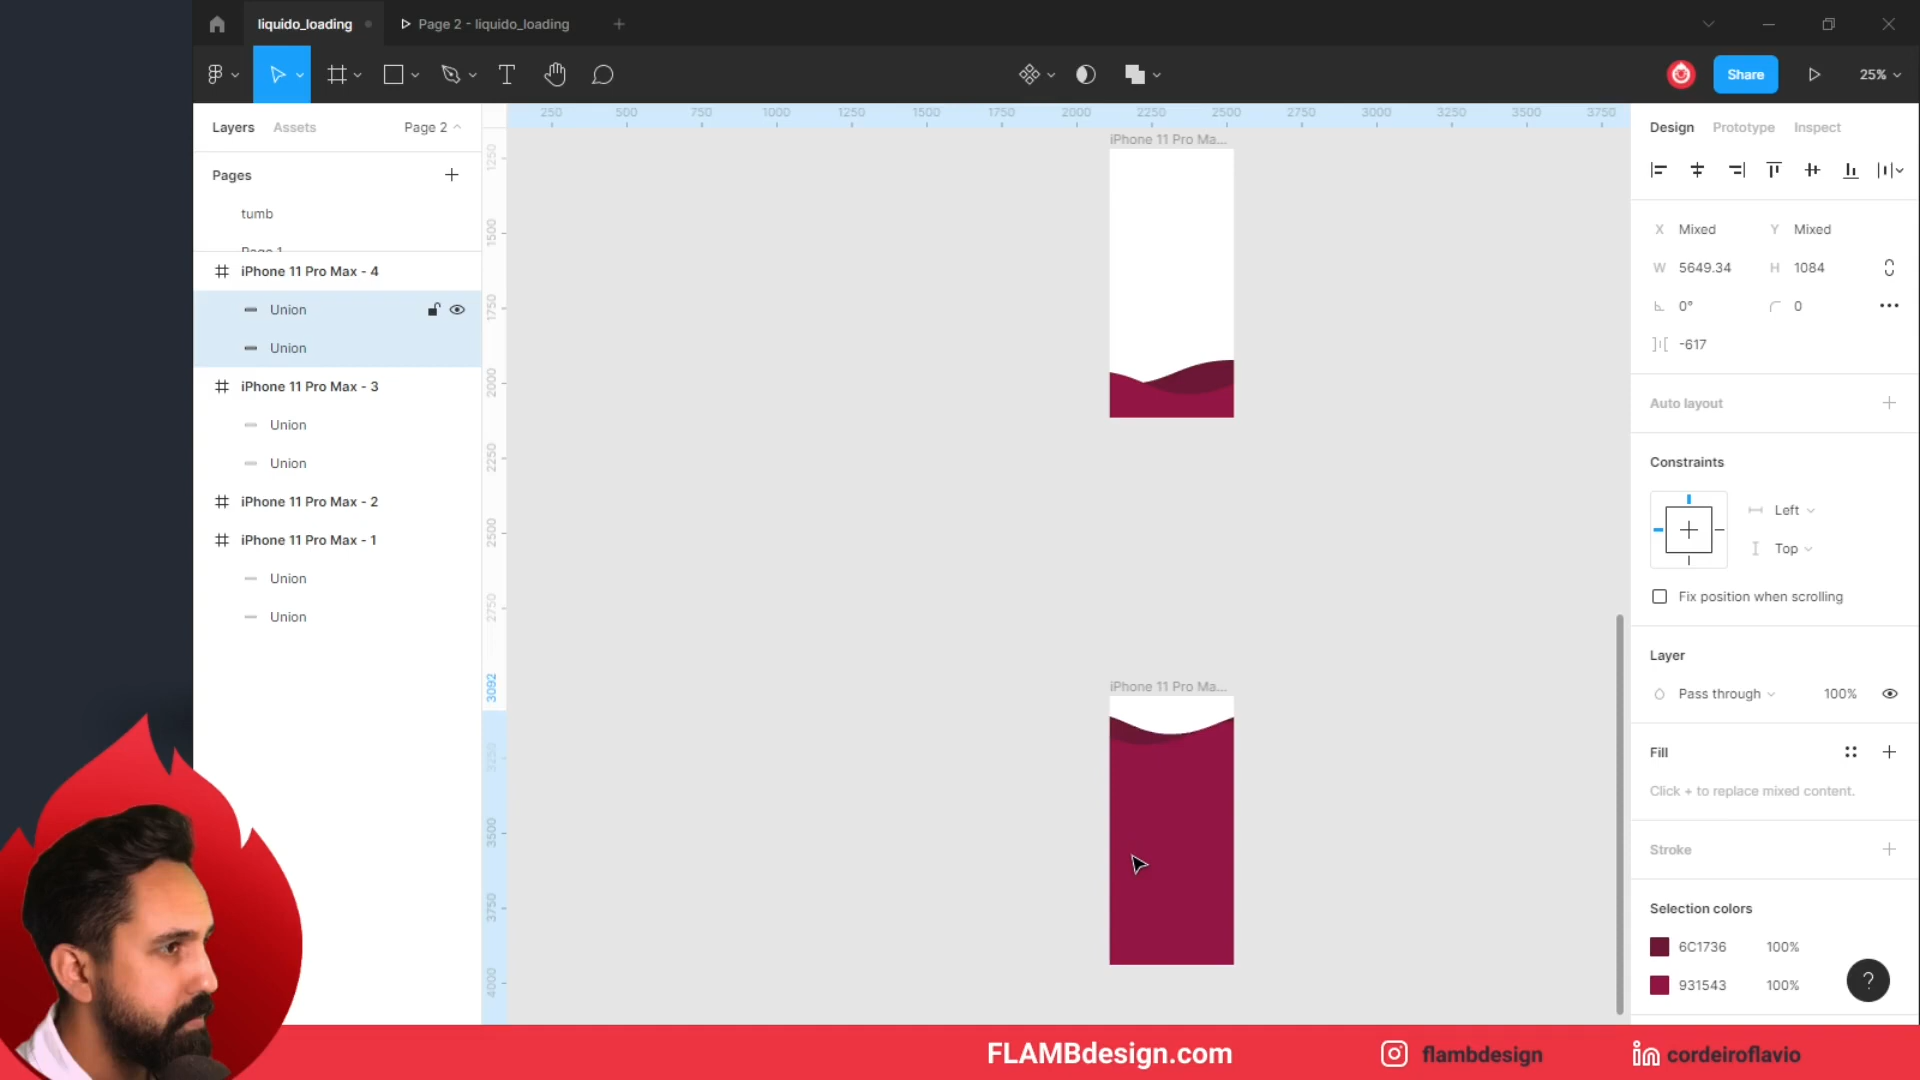 liquido_loading
Page 2 - liquido_loading
Share
25%
Layers
Assets
Page 2
Pages
tumb
Page 1
iPhone 11 Pro Max - 4
Union
Union
iPhone 11 Pro Max - 3
Union
Union
iPhone 11 Pro Max - 2
iPhone 11 Pro Max - 1
Union
Union
250
500
750
1000
1250
1500
1750
2000
2250
2500
2750
3000
3250
3500
3750
1250
1500
1750
2000
2250
2500
2750
3092
3250
3500
3750
4000
iPhone 11 Pro Ma...
iPhone 11 Pro Ma...
Design
Prototype
Inspect
X Mixed
Y Mixed
W 5649.34
H 1084
0°
0
-617
Auto layout
Constraints
Left
Top
Fix position when scrolling
Layer
Pass through
100%
Fill
Click + to replace mixed content.
Stroke
Selection colors
6C1736
100%
931543
100%
?
FLAMBdesign.com
flambdesign
in cordeiroflavio